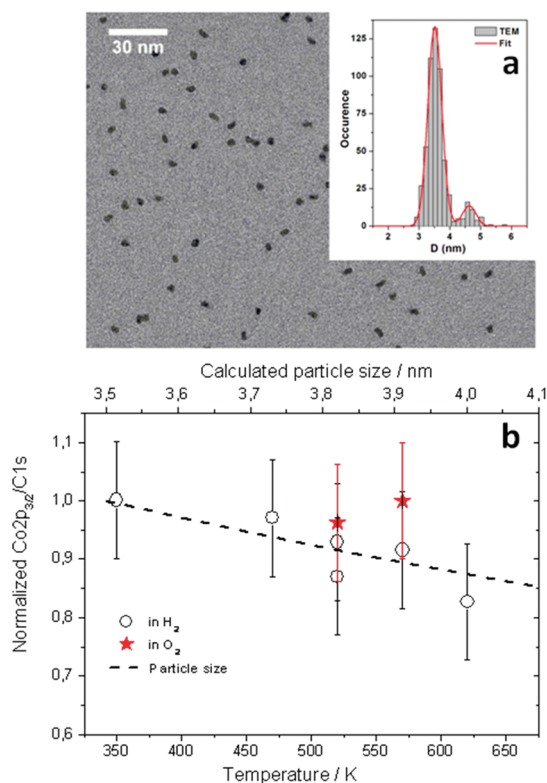 30 nm
a
TEM
Fit
Occurence
125
100
75
50
25
0
2 3 4 5 6
D (nm)
Calculated particle size / nm
3,5 3,6 3,7 3,8 3,9 4,0 4,1
b
Normalized Co2p3/2/C1s
1,1
1,0
0,9
0,8
0,7
0,6
in H2
in O2
Particle size
350 400 450 500 550 600 650
Temperature / K